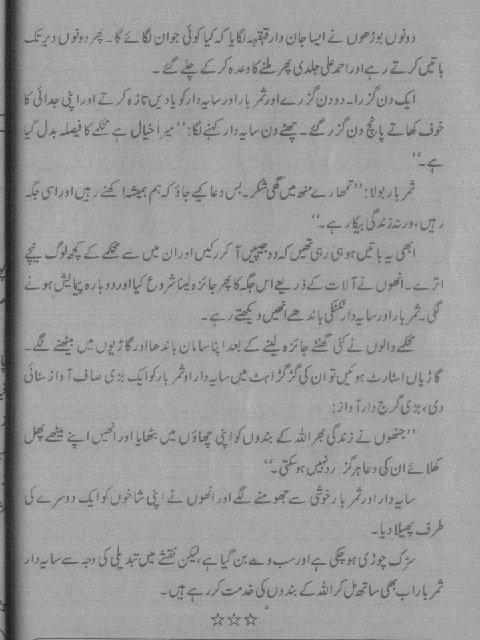 دونوں بوڑھوں نے ایسا جان دار قہقہہ لگایا کہ کیا کوئی جوان لگائے گا۔ پھر دونوں دیر تک
باتیں کرتے رہے اور احمد علی جلدی پھر ملنے کا وعدہ کر کے چلے گئے۔
ایک دن گزرا۔ دو دن گزرے اور ثمر بار اور سایہ دار کو یادیں تازہ کرتے اور اپنی جدائی کا
خوف کھاتے پانچ دن گزر گئے۔ چھٹے دن سایہ دار کہنے لگا: ’’میرا خیال ہے محکمے کا فیصلہ بدل گیا
ہے۔‘‘
ثمر بار بولا: ’’تمھارے منھ میں گھی شکر۔ بس دعا کیے جاؤ کہ ہم ہمیشہ اکھٹے رہیں اور اسی جگہ
رہیں، ورنہ زندگی بیکار ہے۔‘‘
ابھی یہ باتیں ہو ہی رہی تھیں کہ دو جیپیں آ کر رکیں اور ان میں سے محکمے کے کچھ لوگ نیچے
اترے۔ انھوں نے آلات کے ذریعے اس جگہ کا پھر جائزہ لینا شروع کیا اور دوبارہ پیمایش ہونے
لگی۔ ثمر بار اور سایہ دار ٹکٹکی باندھے انھیں دیکھتے رہے۔
محکمے والوں نے کئی گھنٹے جائزہ لینے کے بعد اپنا سامان باندھا اور گاڑیوں میں بیٹھنے لگے۔
گاڑیاں اسٹارٹ ہوئیں تو ان کی گڑگڑاہٹ میں سایہ دار اور ثمر بار کو ایک بڑی صاف آواز سنائی
دی، بڑی گرج دار آواز:
’’جنھوں نے زندگی بھر اللہ کے بندوں کو اپنی چھاؤں میں بٹھایا اور انھیں اپنے میٹھے پھل
کھلائے ان کی دعا ہرگز رد نہیں ہو سکتی۔‘‘
سایہ دار اور ثمر بار خوشی سے جھومنے لگے اور انھوں نے اپنی شاخوں کو ایک دوسرے کی
طرف پھیلا دیا۔
سڑک چوڑی ہو چکی ہے اور سب وے بن گیا ہے، لیکن نقشے میں تبدیلی کی وجہ سے سایہ دار
ثمر بار اب بھی ساتھ مل کر اللہ کے بندوں کی خدمت کر رہے ہیں۔
☆☆☆